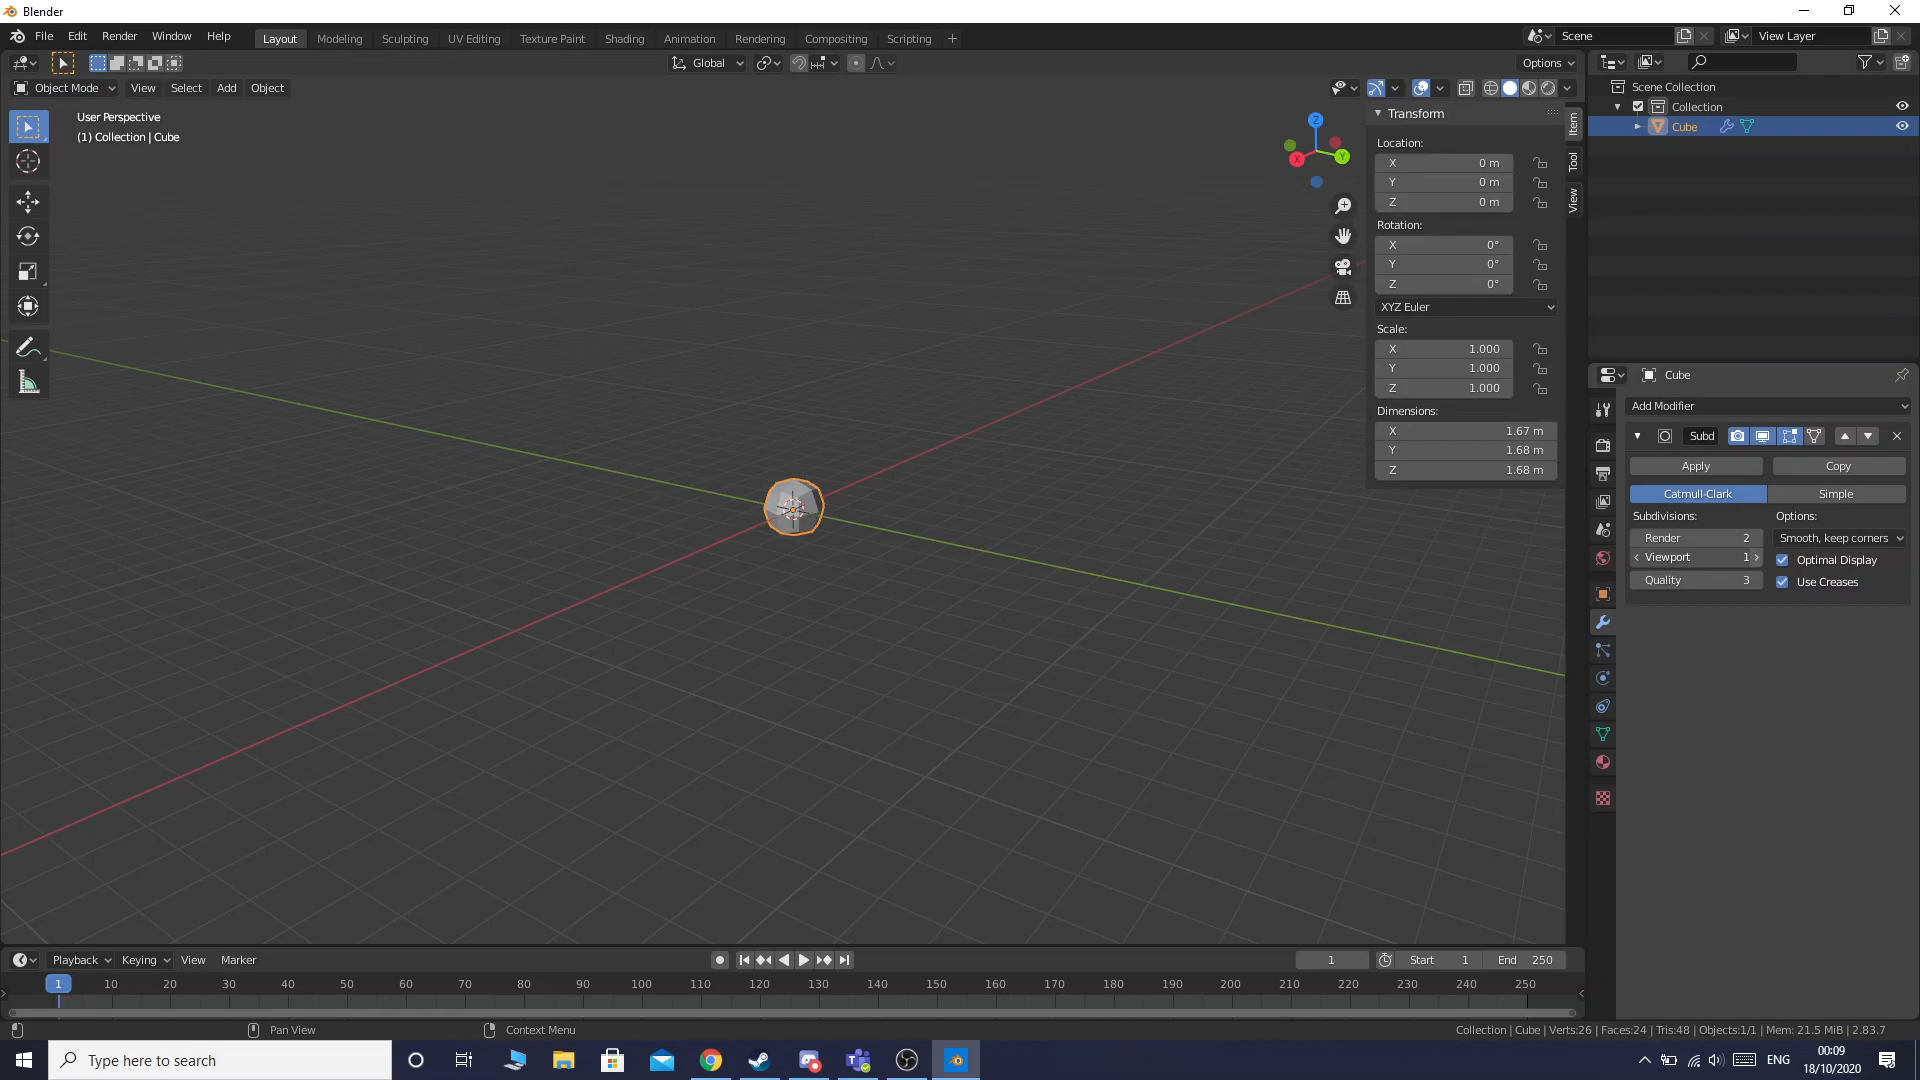 Blender
File Edit Render Window Help
Layout Modeling Sculpting UV Editing Texture Paint Shading Animation Rendering Compositing Scripting +
Scene
View Layer
Global
Options
Object Mode View Select Add Object
User Perspective
(1) Collection | Cube
Z
X
Y
Transform
Location:
X 0 m
Y 0 m
Z 0 m
Rotation:
X 0°
Y 0°
Z 0°
XYZ Euler
Scale:
X 1.000
Y 1.000
Z 1.000
Dimensions:
X 1.67 m
Y 1.68 m
Z 1.68 m
Item
Tool
View
Scene Collection
Collection
Cube
Cube
Add Modifier
Subd
Apply Copy
Catmull-Clark Simple
Subdivisions: Options:
Render 2 Smooth, keep corners
Viewport 1 Optimal Display
Quality 3 Use Creases
Playback Keying View Marker
1 Start 1 End 250
1 10 20 30 40 50 60 70 80 90 100 110 120 130 140 150 160 170 180 190 200 210 220 230 240 250
Pan View Context Menu
Collection | Cube | Verts:26 | Faces:24 | Tris:48 | Objects:1/1 | Mem: 21.5 MiB | 2.83.7
Type here to search
ENG
00:09
18/10/2020